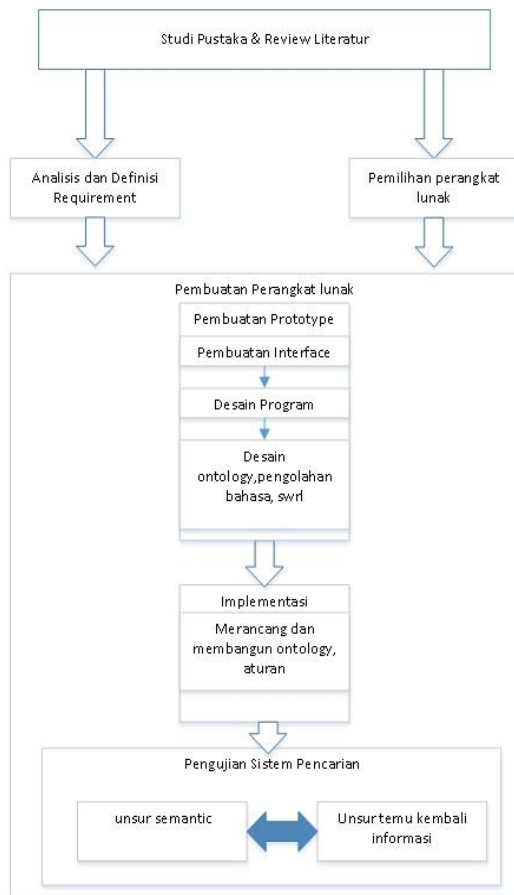 Studi Pustaka & Review Literatur
Analisis dan Definisi
Requirement
Pemilihan perangkat
lunak
Pembuatan Perangkat lunak
Pembuatan Prototype
Pembuatan Interface
Desain Program
Desain
ontology,pengolahan
bahasa, swrl
Implementasi
Merancang dan
membangun ontology,
aturan
Pengujian Sistem Pencarian
unsur semantic
Unsur temu kembali
informasi